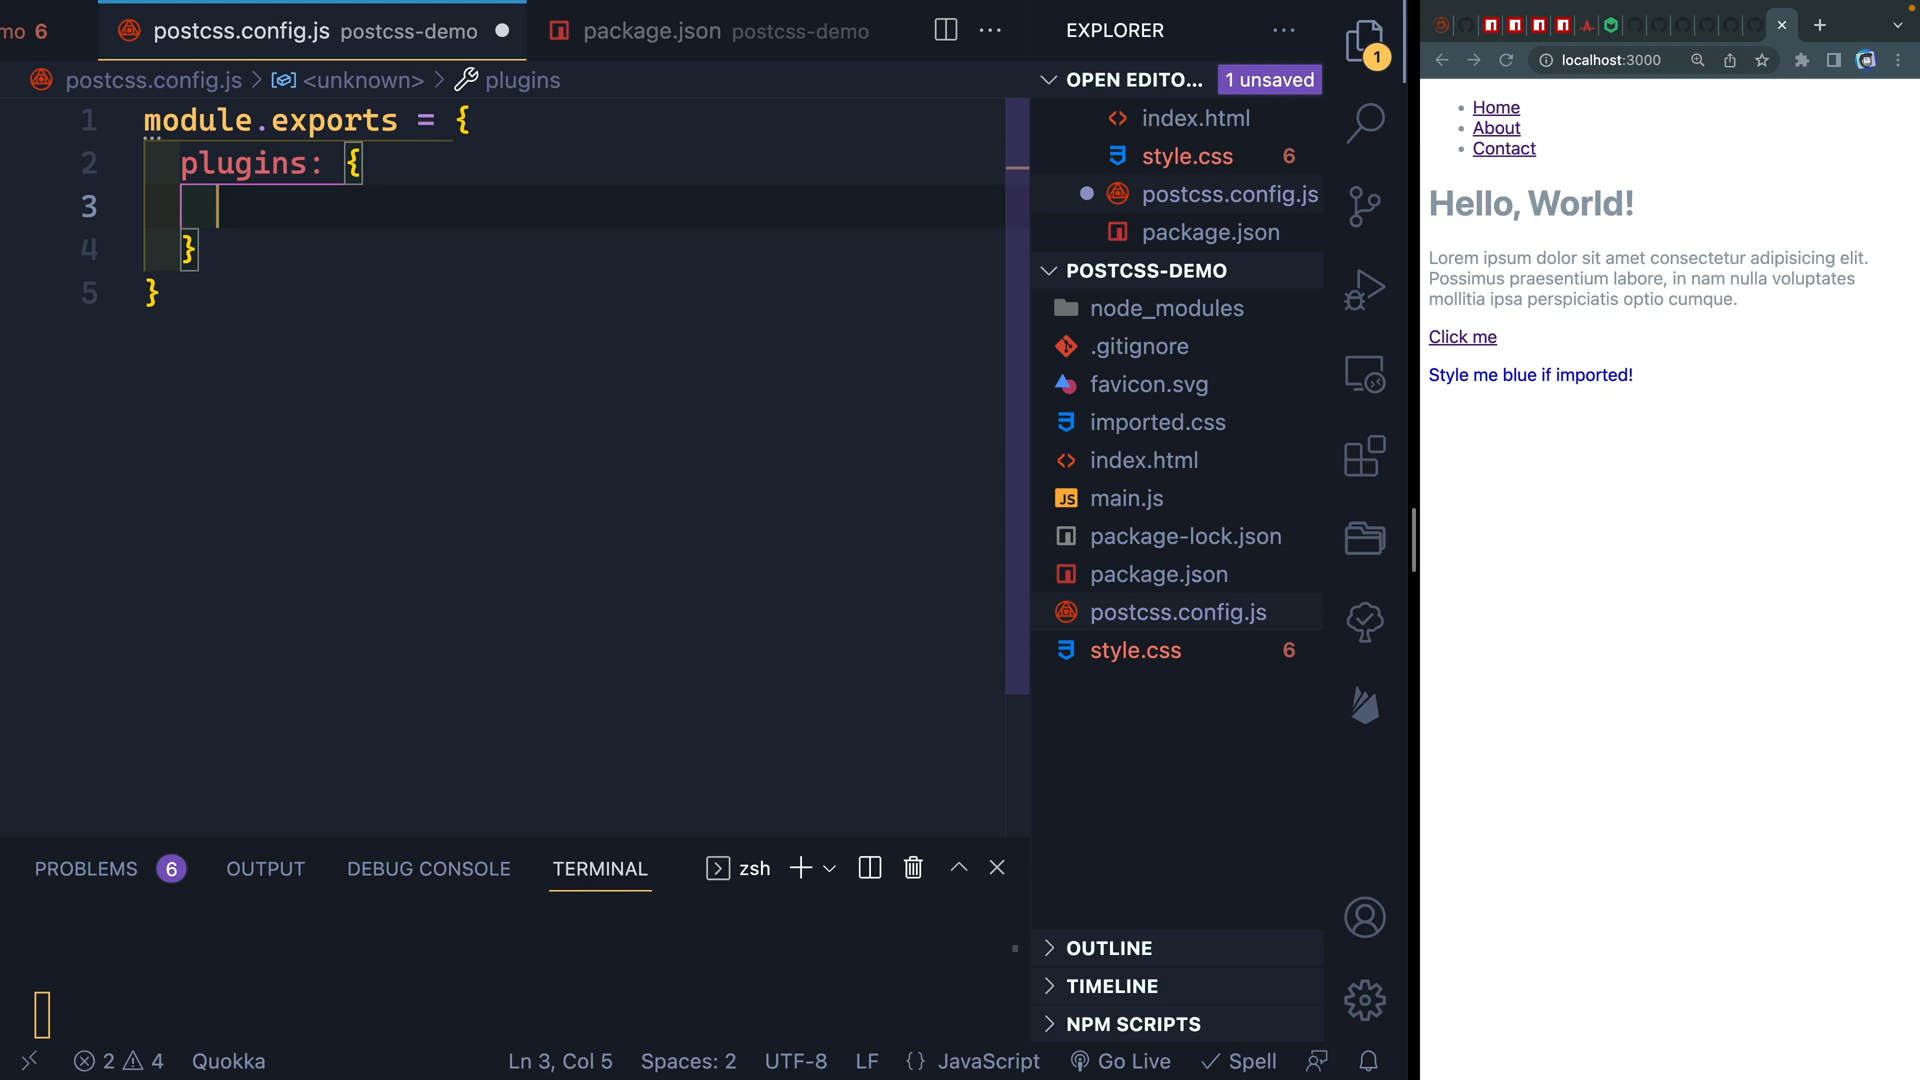 mo 6
postcss.config.js postcss-demo
package.json postcss-demo
postcss.config.js > <unknown> > plugins
1 module.exports = {
2 plugins: {
3
4 }
5 }
EXPLORER
OPEN EDITO... 1 unsaved
index.html
style.css 6
postcss.config.js
package.json
POSTCSS-DEMO
node_modules
.gitignore
favicon.svg
imported.css
index.html
JS main.js
package-lock.json
package.json
postcss.config.js
style.css 6
OUTLINE
TIMELINE
NPM SCRIPTS
1
PROBLEMS 6 OUTPUT DEBUG CONSOLE TERMINAL zsh
2 4 Quokka Ln 3, Col 5 Spaces: 2 UTF-8 LF {} JavaScript Go Live Spell
localhost:3000
Home
About
Contact
Hello, World!
Lorem ipsum dolor sit amet consectetur adipisicing elit.
Possimus praesentium labore, in nam nulla voluptates
mollitia ipsa perspiciatis optio cumque.
Click me
Style me blue if imported!